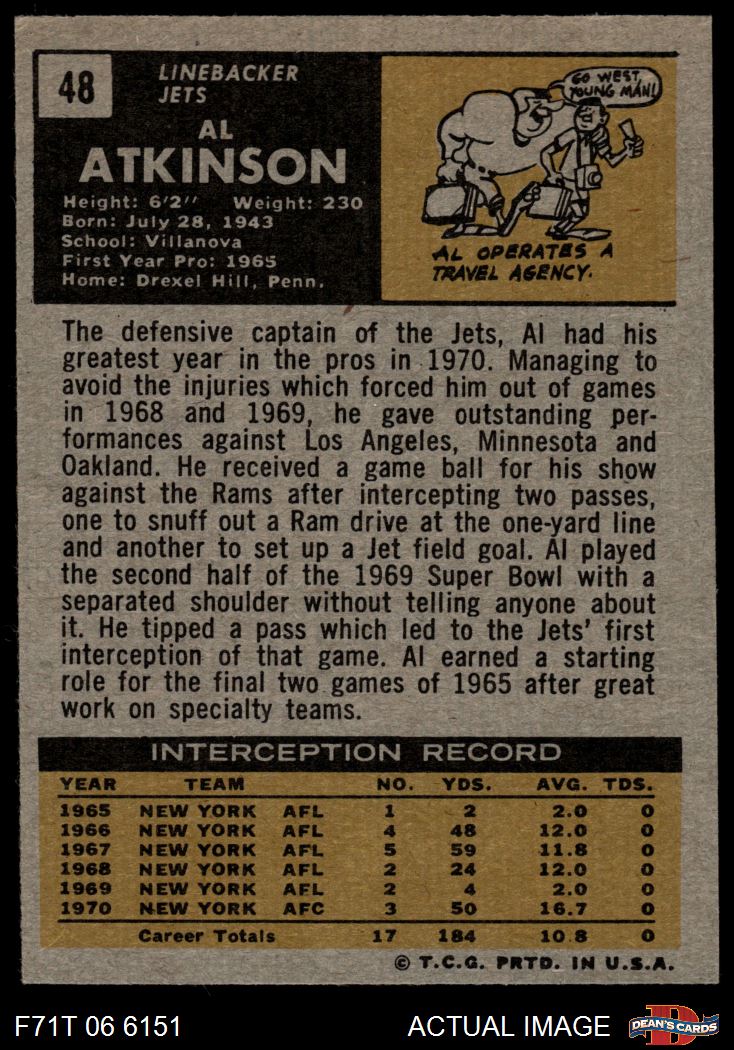 48
LINEBACKER
JETS
AL
ATKINSON
Height: 6'2'' Weight: 230
Born: July 28, 1943
School: Villanova
First Year Pro: 1965
Home: Drexel Hill, Penn.
GO WEST,
YOUNG MAN!
AL OPERATES A
TRAVEL AGENCY.
The defensive captain of the Jets, Al had his
greatest year in the pros in 1970. Managing to
avoid the injuries which forced him out of games
in 1968 and 1969, he gave outstanding per-
formances against Los Angeles, Minnesota and
Oakland. He received a game ball for his show
against the Rams after intercepting two passes,
one to snuff out a Ram drive at the one-yard line
and another to set up a Jet field goal. Al played
the second half of the 1969 Super Bowl with a
separated shoulder without telling anyone about
it. He tipped a pass which led to the Jets' first
interception of that game. Al earned a starting
role for the final two games of 1965 after great
work on specialty teams.
INTERCEPTION RECORD
YEAR TEAM NO. YDS. AVG. TDS.
1965 NEW YORK AFL 1 2 2.0 0
1966 NEW YORK AFL 4 48 12.0 0
1967 NEW YORK AFL 5 59 11.8 0
1968 NEW YORK AFL 2 24 12.0 0
1969 NEW YORK AFL 2 4 2.0 0
1970 NEW YORK AFC 3 50 16.7 0
Career Totals 17 184 10.8 0
© T.C.G. PRTD. IN U.S.A.
F71T 06 6151 ACTUAL IMAGE
DEAN'S CARDS